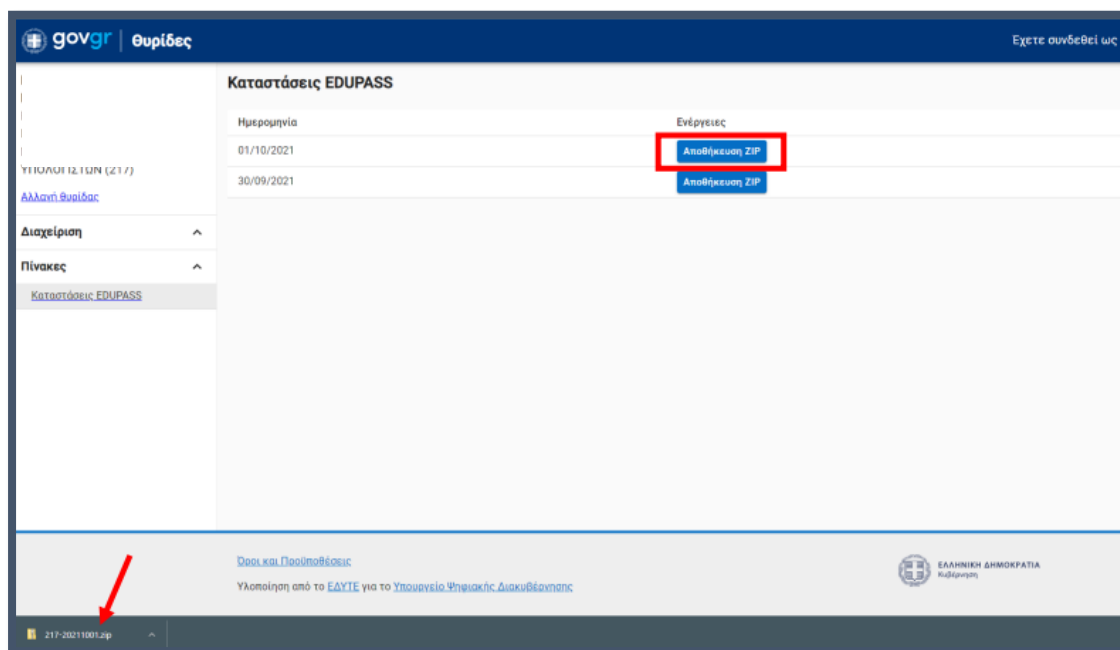 govgr | Θυρίδες
Έχετε συνδεθεί ως
ΥΠΟΛΟΓΙΣΤΩΝ (217)
Αλλαγή θυρίδας
Διαχείριση
Πίνακες
Καταστάσεις EDUPASS
Καταστάσεις EDUPASS
Ημερομηνία Ενέργειες
01/10/2021 Αποθήκευση ZIP
30/09/2021 Αποθήκευση ZIP
Όροι και Προϋποθέσεις
Υλοποίηση από το ΕΔΥΤΕ για το Υπουργείο Ψηφιακής Διακυβέρνησης
ΕΛΛΗΝΙΚΗ ΔΗΜΟΚΡΑΤΙΑ
Κυβέρνηση
217-20211001.zip